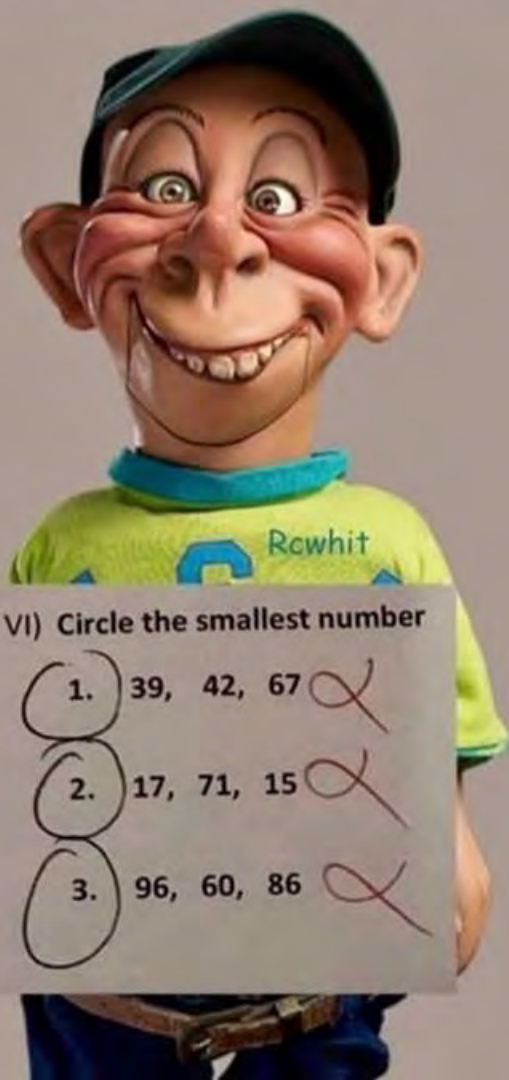 Rcwhit
VI) Circle the smallest number
1. 39, 42, 67
2. 17, 71, 15
3. 96, 60, 86